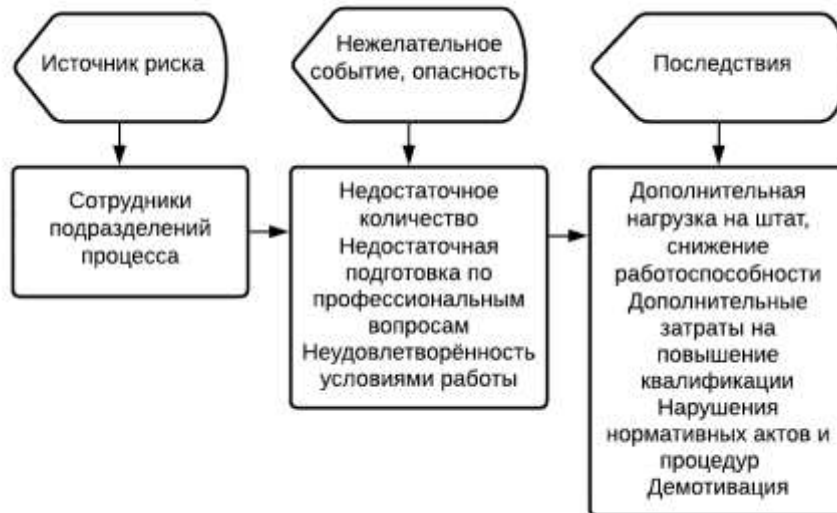 Источник риска
Нежелательное
событие, опасность
Последствия
Сотрудники
подразделений
процесса
Недостаточное
количество
Недостаточная
подготовка по
профессиональным
вопросам
Неудовлетворённость
условиями работы
Дополнительная
нагрузка на штат,
снижение
работоспособности
Дополнительные
затраты на
повышение
квалификации
Нарушения
нормативных актов и
процедур
Демотивация